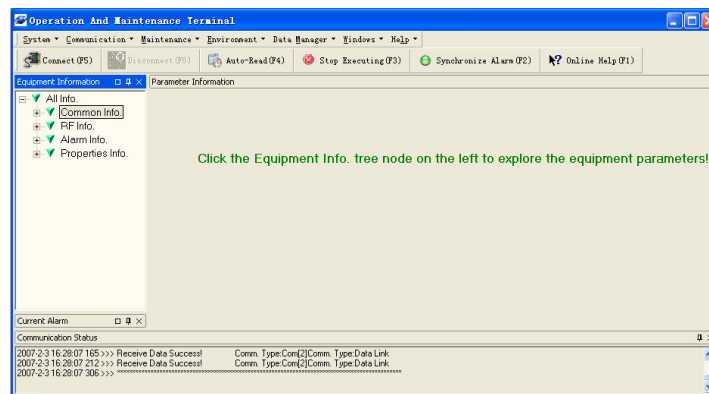 Operation And Maintenance Terminal
System Communication Maintenance Environment Data Manager Windows Help
Connect(F5) Disconnect(F6) Auto-Read(F4) Stop Executing(F3) Synchronize Alarm(F2) Online Help(F1)
Equipment Information
Parameter Information
All Info.
Common Info.
RF Info.
Alarm Info.
Properties Info.
Click the Equipment Info. tree node on the left to explore the equipment parameters!
Current Alarm
Communication Status
2007-2-3 16:28:07 165 >>> Receive Data Success! Comm. Type:Com[2]Comm. Type:Data Link
2007-2-3 16:28:07 212 >>> Receive Data Success! Comm. Type:Com[2]Comm. Type:Data Link
2007-2-3 16:28:07 306 >>>